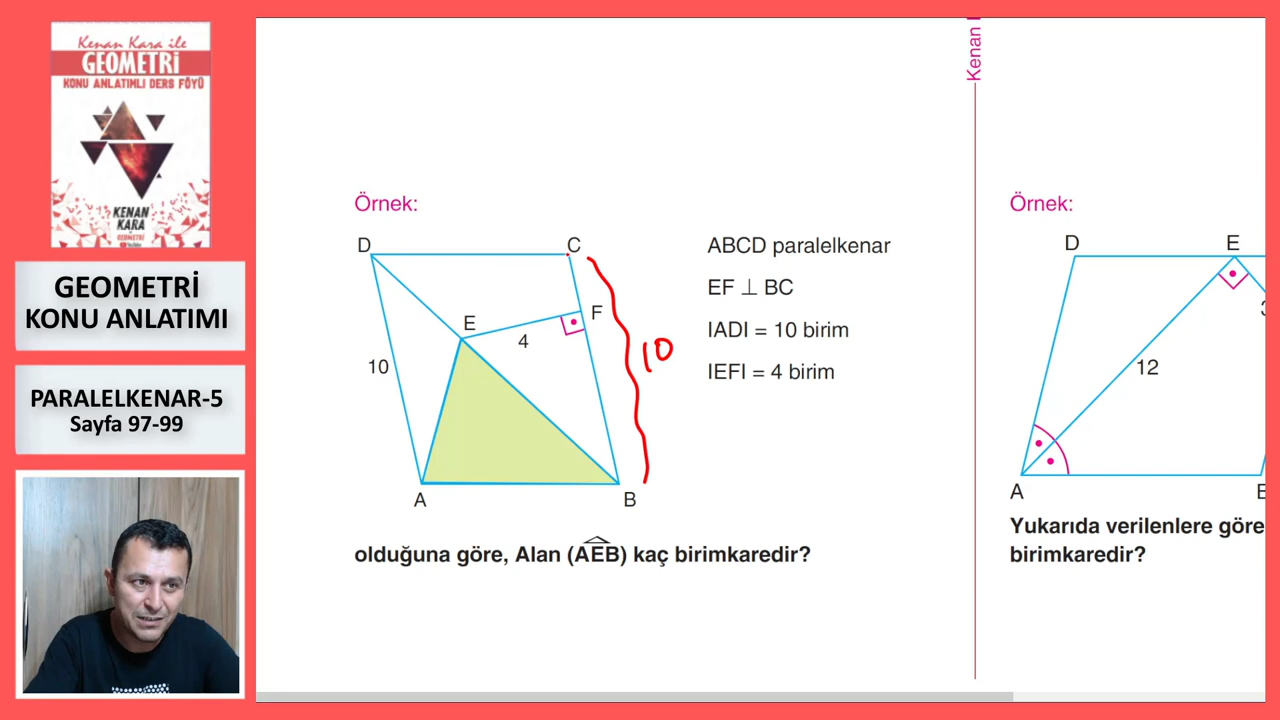 Kenan Kara ile
GEOMETRİ
KONU ANLATIMLI DERS FÖYÜ
KENAN
KARA
GEOMETRİ
YouTube
GEOMETRİ
KONU ANLATIMI
PARALELKENAR-5
Sayfa 97-99
Örnek:
D
C
E
F
4
10
10
A
B
ABCD paralelkenar
EF ⊥ BC
IADI = 10 birim
IEFI = 4 birim
olduğuna göre, Alan (AEB) kaç birimkaredir?
Kenan
Örnek:
D
E
3
12
A
Yukarıda verilenlere göre
birimkaredir?